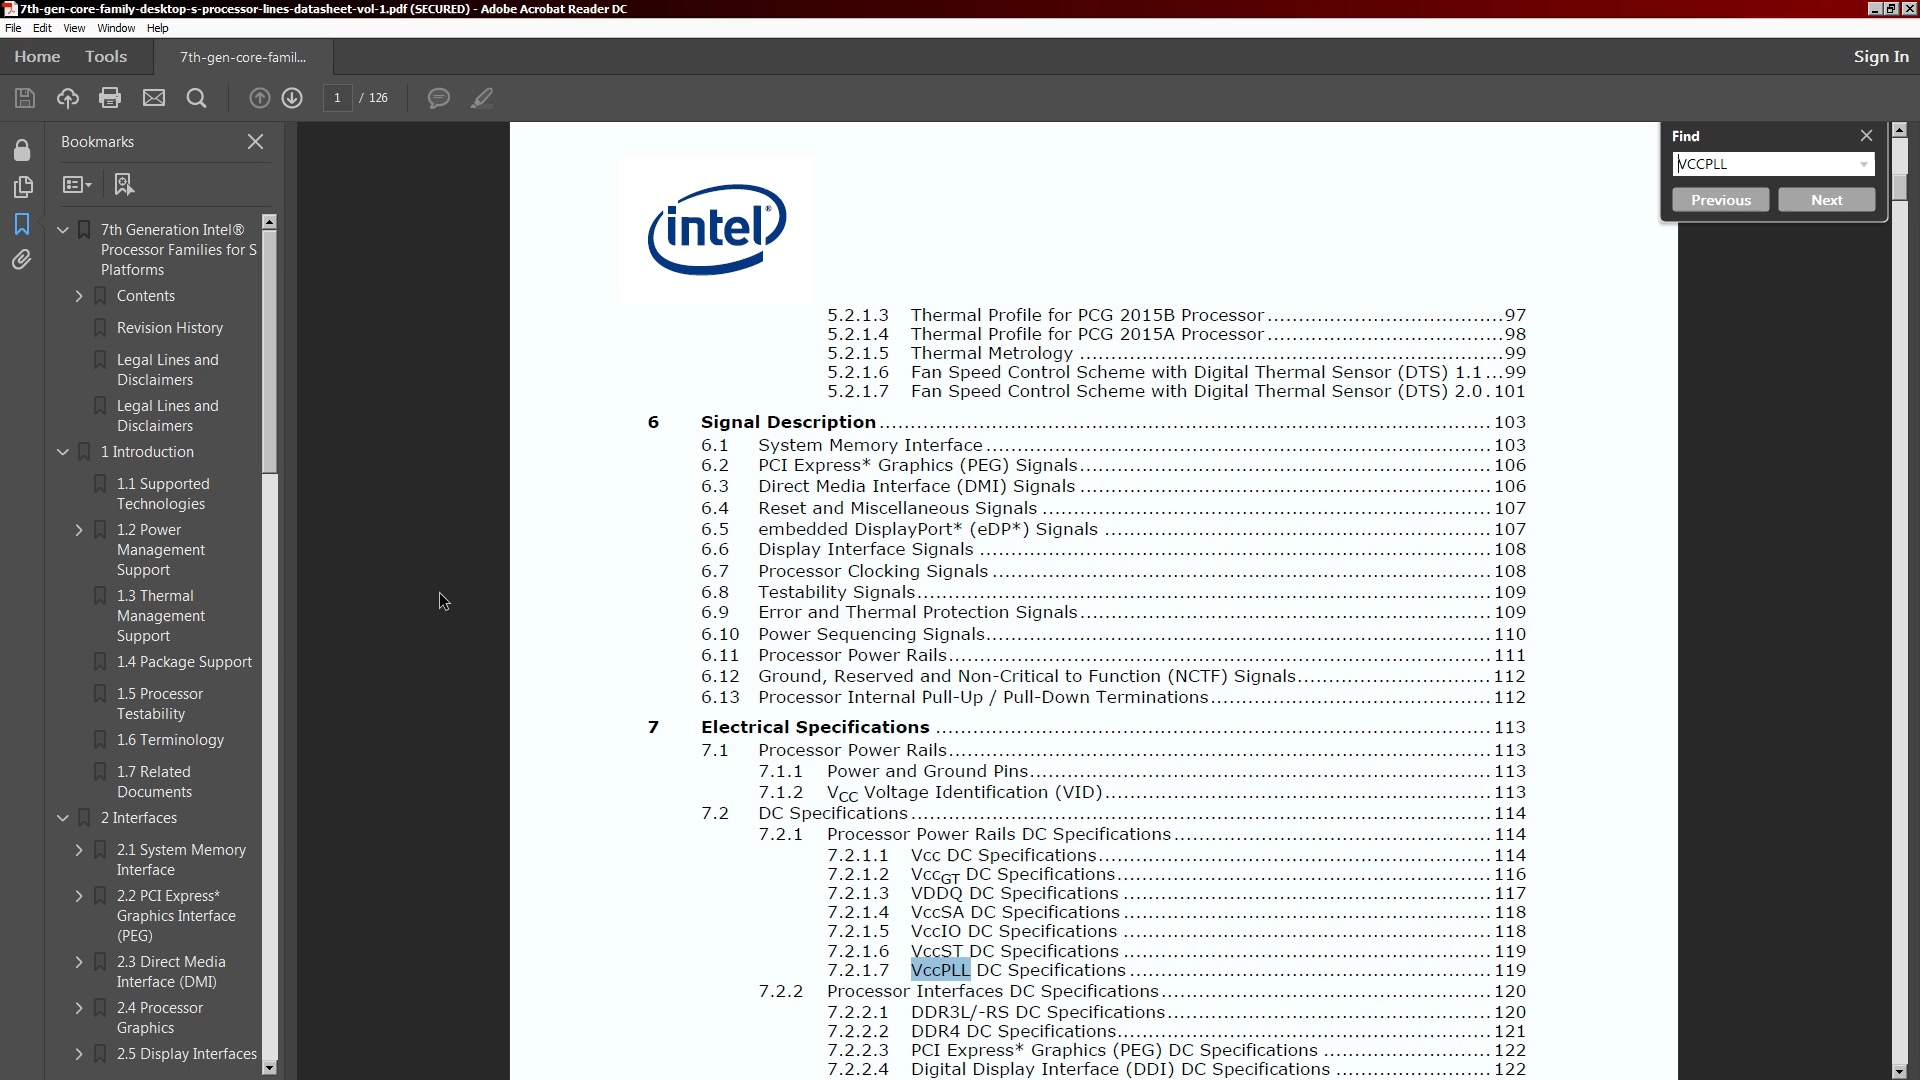 7th-gen-core-family-desktop-s-processor-lines-datasheet-vol-1.pdf (SECURED) - Adobe Acrobat Reader DC
File Edit View Window Help
Home Tools 7th-gen-core-famil... Sign In
1 / 126
Bookmarks
7th Generation Intel®
Processor Families for S
Platforms
Contents
Revision History
Legal Lines and
Disclaimers
Legal Lines and
Disclaimers
1 Introduction
1.1 Supported
Technologies
1.2 Power
Management
Support
1.3 Thermal
Management
Support
1.4 Package Support
1.5 Processor
Testability
1.6 Terminology
1.7 Related
Documents
2 Interfaces
2.1 System Memory
Interface
2.2 PCI Express*
Graphics Interface
(PEG)
2.3 Direct Media
Interface (DMI)
2.4 Processor
Graphics
2.5 Display Interfaces
intel®
5.2.1.3 Thermal Profile for PCG 2015B Processor....................................97
5.2.1.4 Thermal Profile for PCG 2015A Processor....................................98
5.2.1.5 Thermal Metrology ................................................................99
5.2.1.6 Fan Speed Control Scheme with Digital Thermal Sensor (DTS) 1.1...99
5.2.1.7 Fan Speed Control Scheme with Digital Thermal Sensor (DTS) 2.0.101
6 Signal Description........................................................................................103
6.1 System Memory Interface........................................................................103
6.2 PCI Express* Graphics (PEG) Signals..........................................................106
6.3 Direct Media Interface (DMI) Signals ..........................................................106
6.4 Reset and Miscellaneous Signals ................................................................107
6.5 embedded DisplayPort* (eDP*) Signals .......................................................107
6.6 Display Interface Signals ..........................................................................108
6.7 Processor Clocking Signals ........................................................................108
6.8 Testability Signals....................................................................................109
6.9 Error and Thermal Protection Signals..........................................................109
6.10 Power Sequencing Signals.........................................................................110
6.11 Processor Power Rails...............................................................................111
6.12 Ground, Reserved and Non-Critical to Function (NCTF) Signals............................112
6.13 Processor Internal Pull-Up / Pull-Down Terminations..........................................112
7 Electrical Specifications ................................................................................113
7.1 Processor Power Rails...............................................................................113
7.1.1 Power and Ground Pins.................................................................113
7.1.2 VCC Voltage Identification (VID)......................................................113
7.2 DC Specifications.....................................................................................114
7.2.1 Processor Power Rails DC Specifications............................................114
7.2.1.1 Vcc DC Specifications...........................................................114
7.2.1.2 VccGT DC Specifications........................................................116
7.2.1.3 VDDQ DC Specifications .......................................................117
7.2.1.4 VccSA DC Specifications .......................................................118
7.2.1.5 VccIO DC Specifications .......................................................118
7.2.1.6 VccST DC Specifications .......................................................119
7.2.1.7 VccPLL DC Specifications ......................................................119
7.2.2 Processor Interfaces DC Specifications..............................................120
7.2.2.1 DDR3L/-RS DC Specifications..................................................120
7.2.2.2 DDR4 DC Specifications.........................................................121
7.2.2.3 PCI Express* Graphics (PEG) DC Specifications ..........................122
7.2.2.4 Digital Display Interface (DDI) DC Specifications ........................122
Find
VCCPLL
Previous Next